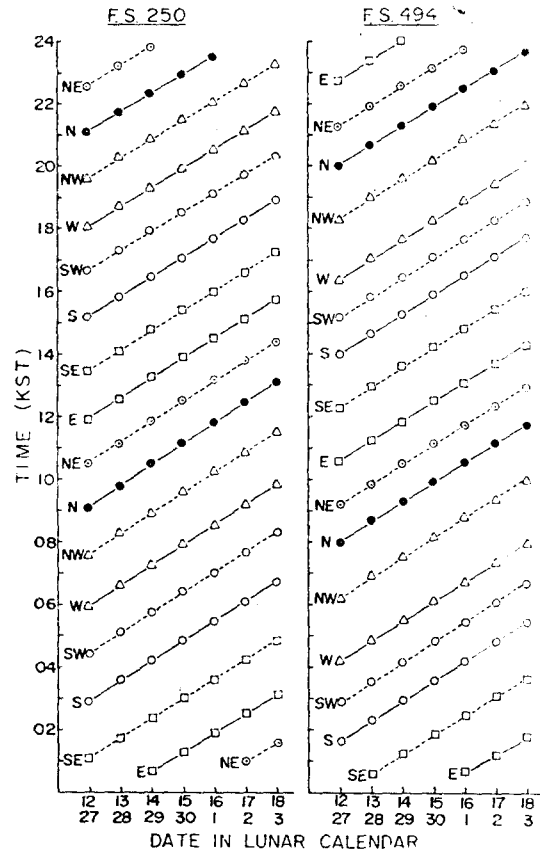 F.S. 250
F.S. 494
TIME (KST)
24
22
20
18
16
14
12
10
08
06
04
02
NE
N
NW
W
SW
S
SE
E
NE
N
NW
W
SW
S
SE
E
NE
E
NE
N
NW
W
SW
S
SE
E
NE
N
NW
W
SW
S
SE
E
12 13 14 15 16 17 18
27 28 29 30 1 2 3
12 13 14 15 16 17 18
27 28 29 30 1 2 3
DATE IN LUNAR CALENDAR